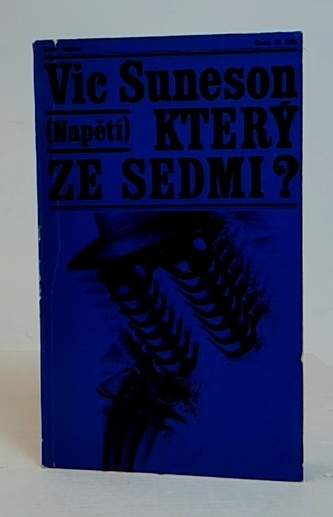 Vic Suneson
(Napětí) KTERÝ
ZE SEDMI?